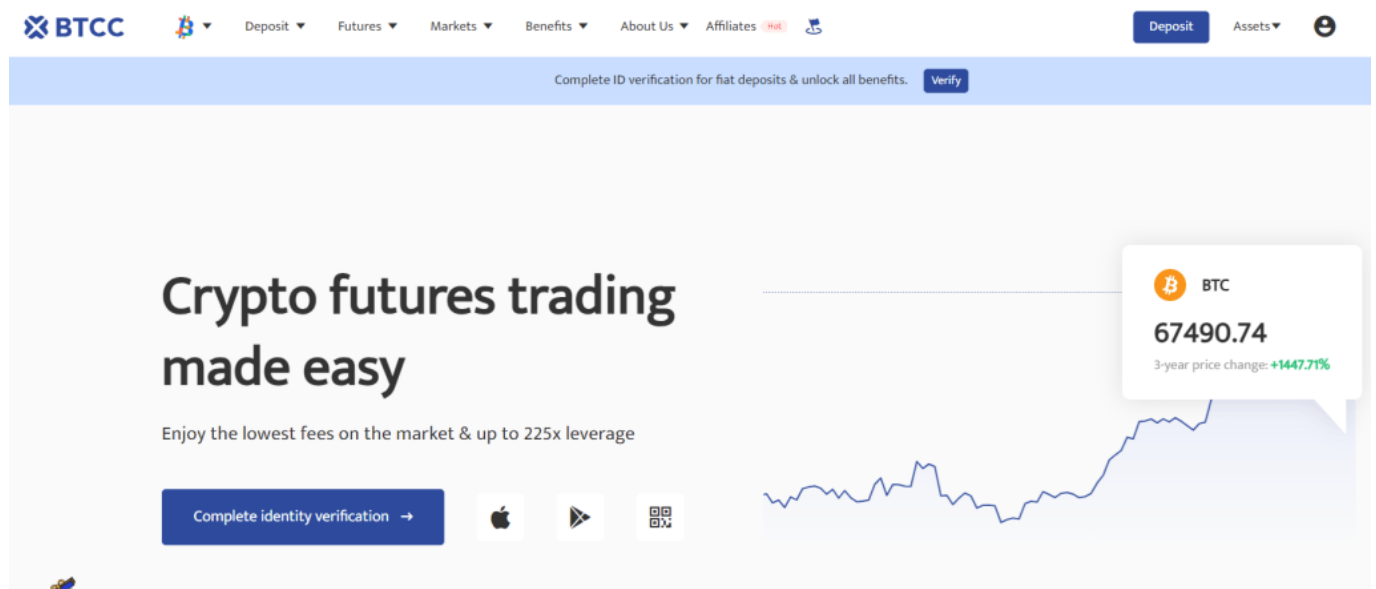 BTCC
Deposit
Futures
Markets
Benefits
About Us
Affiliates
Hot
Deposit
Assets
Complete ID verification for fiat deposits & unlock all benefits.
Verify
Crypto futures trading
made easy
Enjoy the lowest fees on the market & up to 225x leverage
Complete identity verification →
BTC
67490.74
3-year price change: +1447.71%